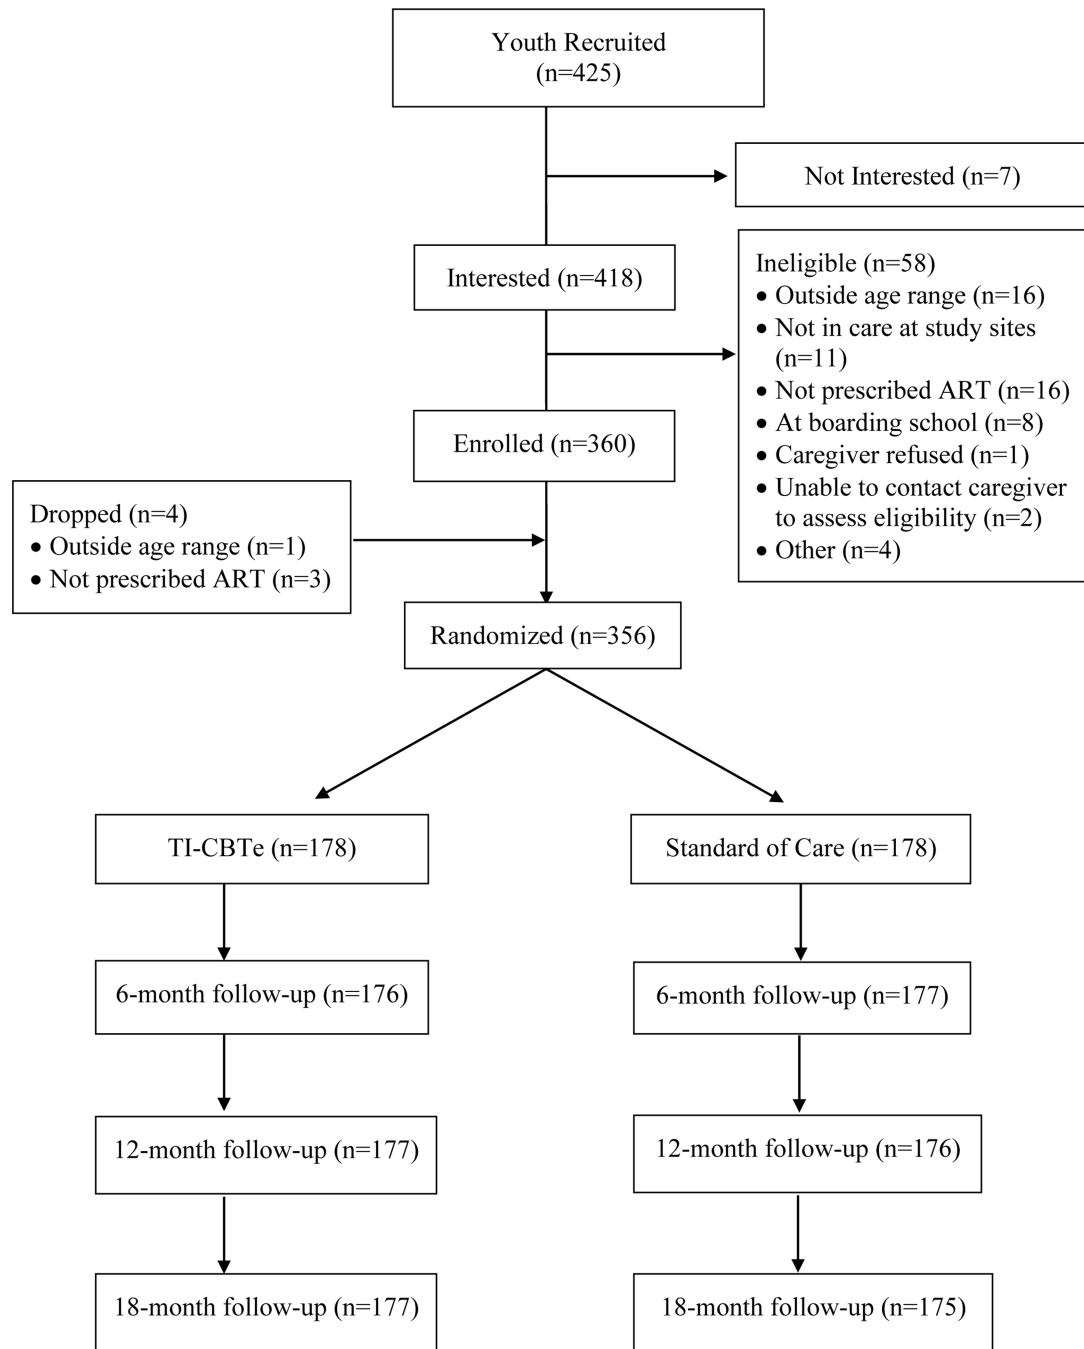 Youth Recruited
(n=425)
Not Interested (n=7)
Interested (n=418)
Ineligible (n=58)
• Outside age range (n=16)
• Not in care at study sites
(n=11)
• Not prescribed ART (n=16)
• At boarding school (n=8)
• Caregiver refused (n=1)
• Unable to contact caregiver
to assess eligibility (n=2)
• Other (n=4)
Enrolled (n=360)
Dropped (n=4)
• Outside age range (n=1)
• Not prescribed ART (n=3)
Randomized (n=356)
TI-CBTe (n=178)
Standard of Care (n=178)
6-month follow-up (n=176)
6-month follow-up (n=177)
12-month follow-up (n=177)
12-month follow-up (n=176)
18-month follow-up (n=177)
18-month follow-up (n=175)